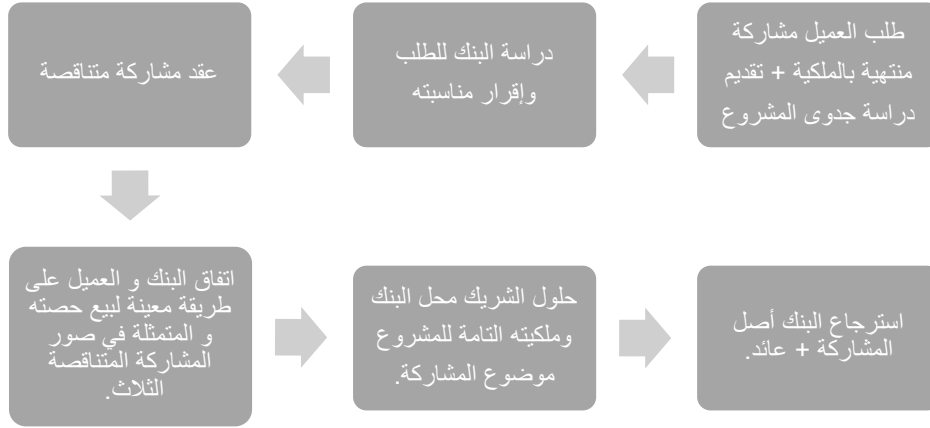 طلب العميل مشاركة
منتهية بالملكية + تقديم
دراسة جدوى المشروع
دراسة البنك للطلب
وإقرار مناسبته
عقد مشاركة متناقصة
اتفاق البنك و العميل على
طريقة معينة لبيع حصته
و المتمثلة في صور
المشاركة المتناقصة
الثلاث.
حلول الشريك محل البنك
وملكيته التامة للمشروع
موضوع المشاركة.
استرجاع البنك أصل
المشاركة + عائد.